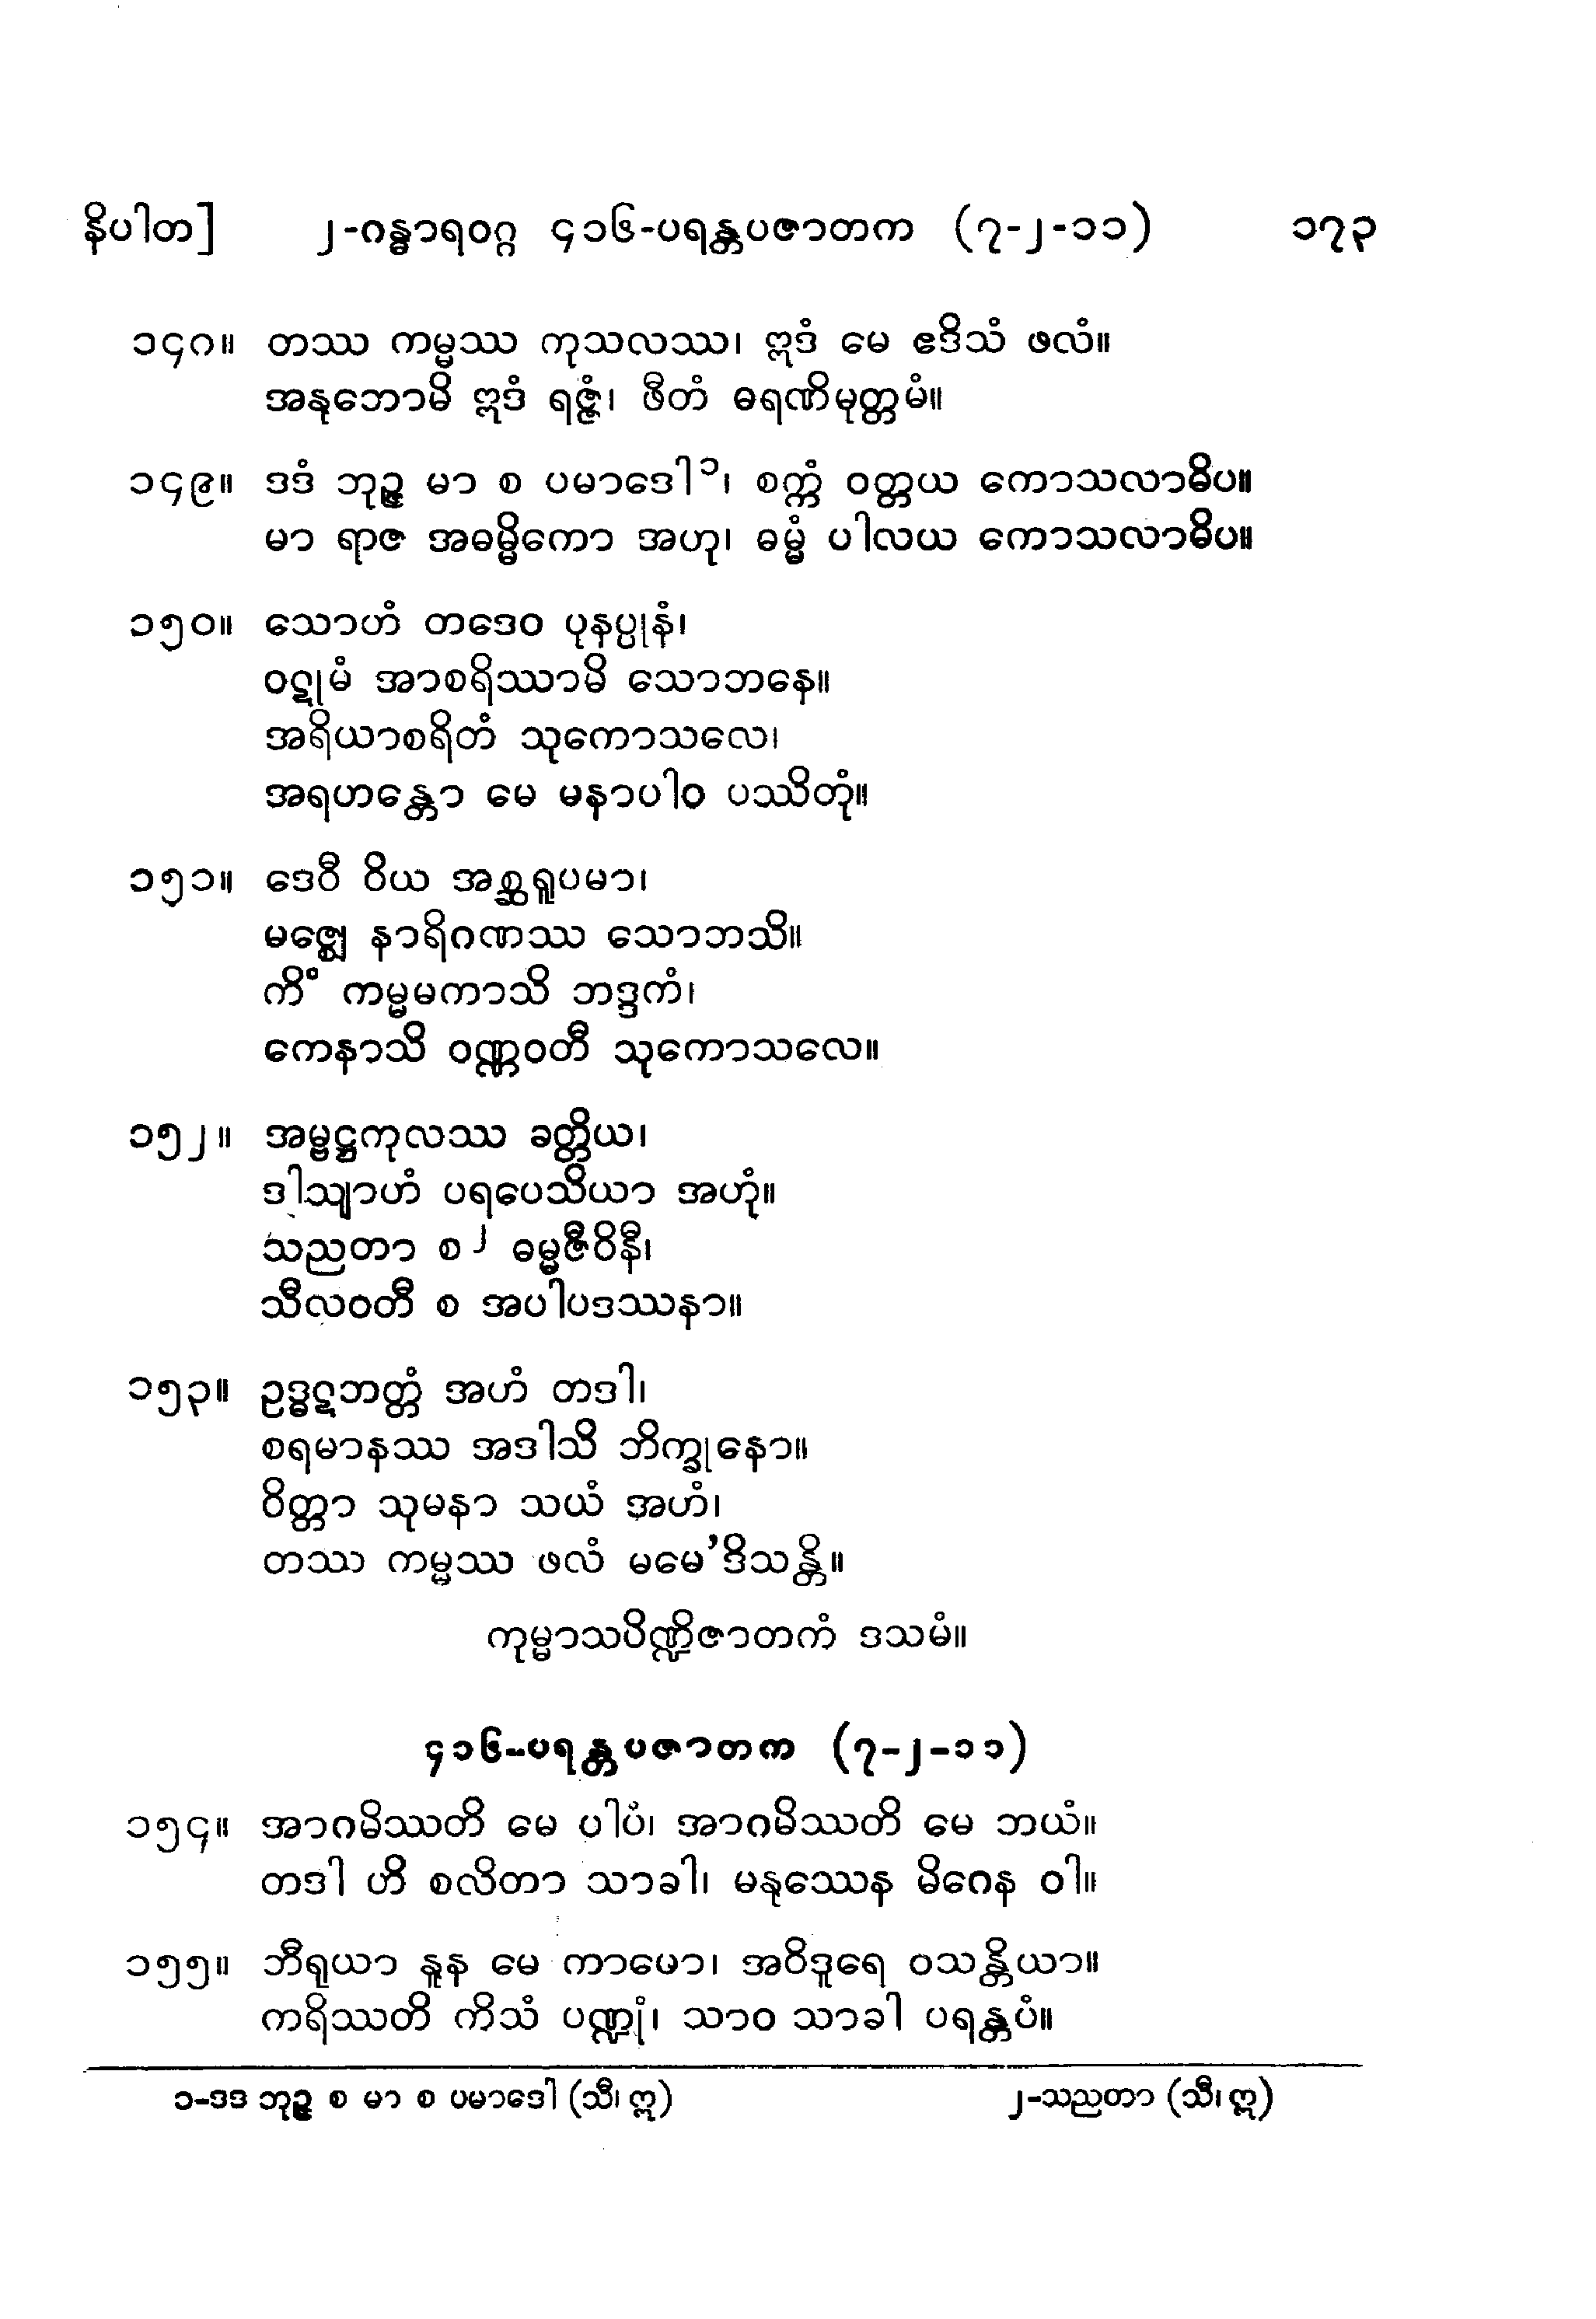 နိပါတ] ၂-ဂန္ဓာရဝဂ္ဂ ၄၁၆-ပရန္တပဇာတက (၇-၂-၁၁) ၁၇၃
၁၄၈။ တဿ ကမ္မဿ ကုသလဿ၊ ဣဒံ မေ ဧဒိသံ ဖလံ။
အနုဘောမိ ဣဒံ ရဇ္ဇံ၊ ဖီတံ ဓရဏိမုတ္တမံ။
၁၄၉။ ဒဒံ ဘုဉ္ဇ မာ စ ပမာဒေါ၁၊ စက္ကံ ဝတ္တယ ကောသလာဓိပ။
မာ ရာဇ အဓမ္မိကော အဟု၊ ဓမ္မံ ပါလယ ကောသလာဓိပ။
၁၅၀။ သောဟံ တဒေဝ ပုနပ္ပုနံ၊
ဝဋုမံ အာစရိဿာမိ သောဘနေ။
အရိယာစရိတံ သုကောသလေ၊
အရဟန္တော မေ မနာပါဝ ပဿိတုံ။
၁၅၁။ ဒေဝီ ဝိယ အစ္ဆရူပမာ၊
မဇ္ဈေ နာရိဂဏဿ သောဘသိ။
ကိံ ကမ္မမကာသိ ဘဒ္ဒကံ၊
ကေနာသိ ဝဏ္ဏဝတီ သုကောသလေ။
၁၅၂။ အမ္ဗဋ္ဌကုလဿ ခတ္တိယ၊
ဒါသျာဟံ ပရပေသိယာ အဟုံ။
သညတာ စ၂ ဓမ္မဇီဝိနီ၊
သီလဝတီ စ အပါပဒဿနာ။
၁၅၃။ ဥဒ္ဓဋဘတ္တံ အဟံ တဒါ၊
စရမာနဿ အဒါသိ ဘိက္ခုနော။
ဝိတ္တာ သုမနာ သယံ အဟံ၊
တဿ ကမ္မဿ ဖလံ မမေ’ဒိသန္တိ။
ကုမ္မာသပိဏ္ဍိဇာတကံ ဒသမံ။
၄၁၆-ပရန္တပဇာတက (၇-၂-၁၁)
၁၅၄။ အာဂမိဿတိ မေ ပါပံ၊ အာဂမိဿတိ မေ ဘယံ။
တဒါ ဟိ စလိတာ သာခါ၊ မနုဿေန မိဂေန ဝါ။
၁၅၅။ ဘီရုယာ နူန မေ ကာမော၊ အဝိဒူရေ ဝသန္တိယာ။
ကရိဿတိ ကိသံ ပဏ္ဍုံ၊ သာဝ သာခါ ပရန္တပံ။
၁-ဒဒ ဘုဉ္ဇ စ မာ စ ပမာဒေါ (သီ၊ ဣ) ၂-သညတာ (သီ၊ ဣ)